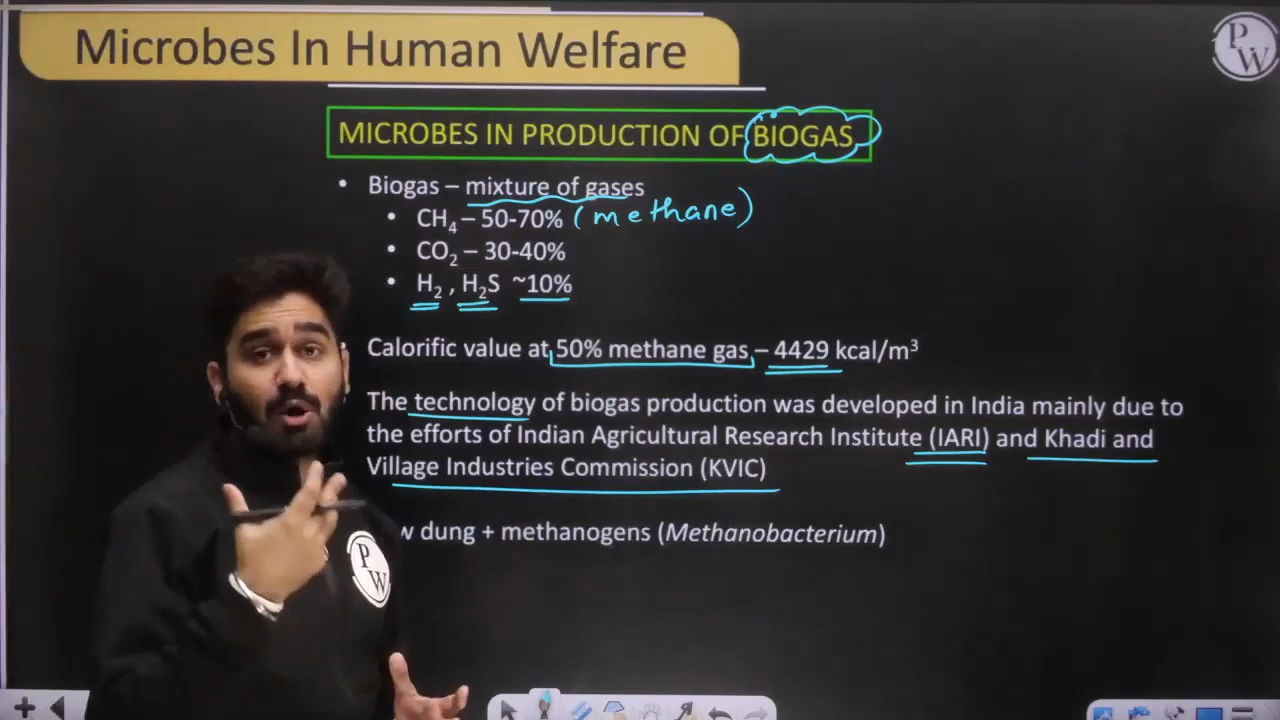 Microbes In Human Welfare
PW
MICROBES IN PRODUCTION OF BIOGAS
• Biogas – mixture of gases
• CH₄ – 50-70% (methane)
• CO₂ – 30-40%
• H₂ , H₂S ~10%
Calorific value at 50% methane gas – 4429 kcal/m³
The technology of biogas production was developed in India mainly due to
the efforts of Indian Agricultural Research Institute (IARI) and Khadi and
Village Industries Commission (KVIC)
dung + methanogens (Methanobacterium)
PW